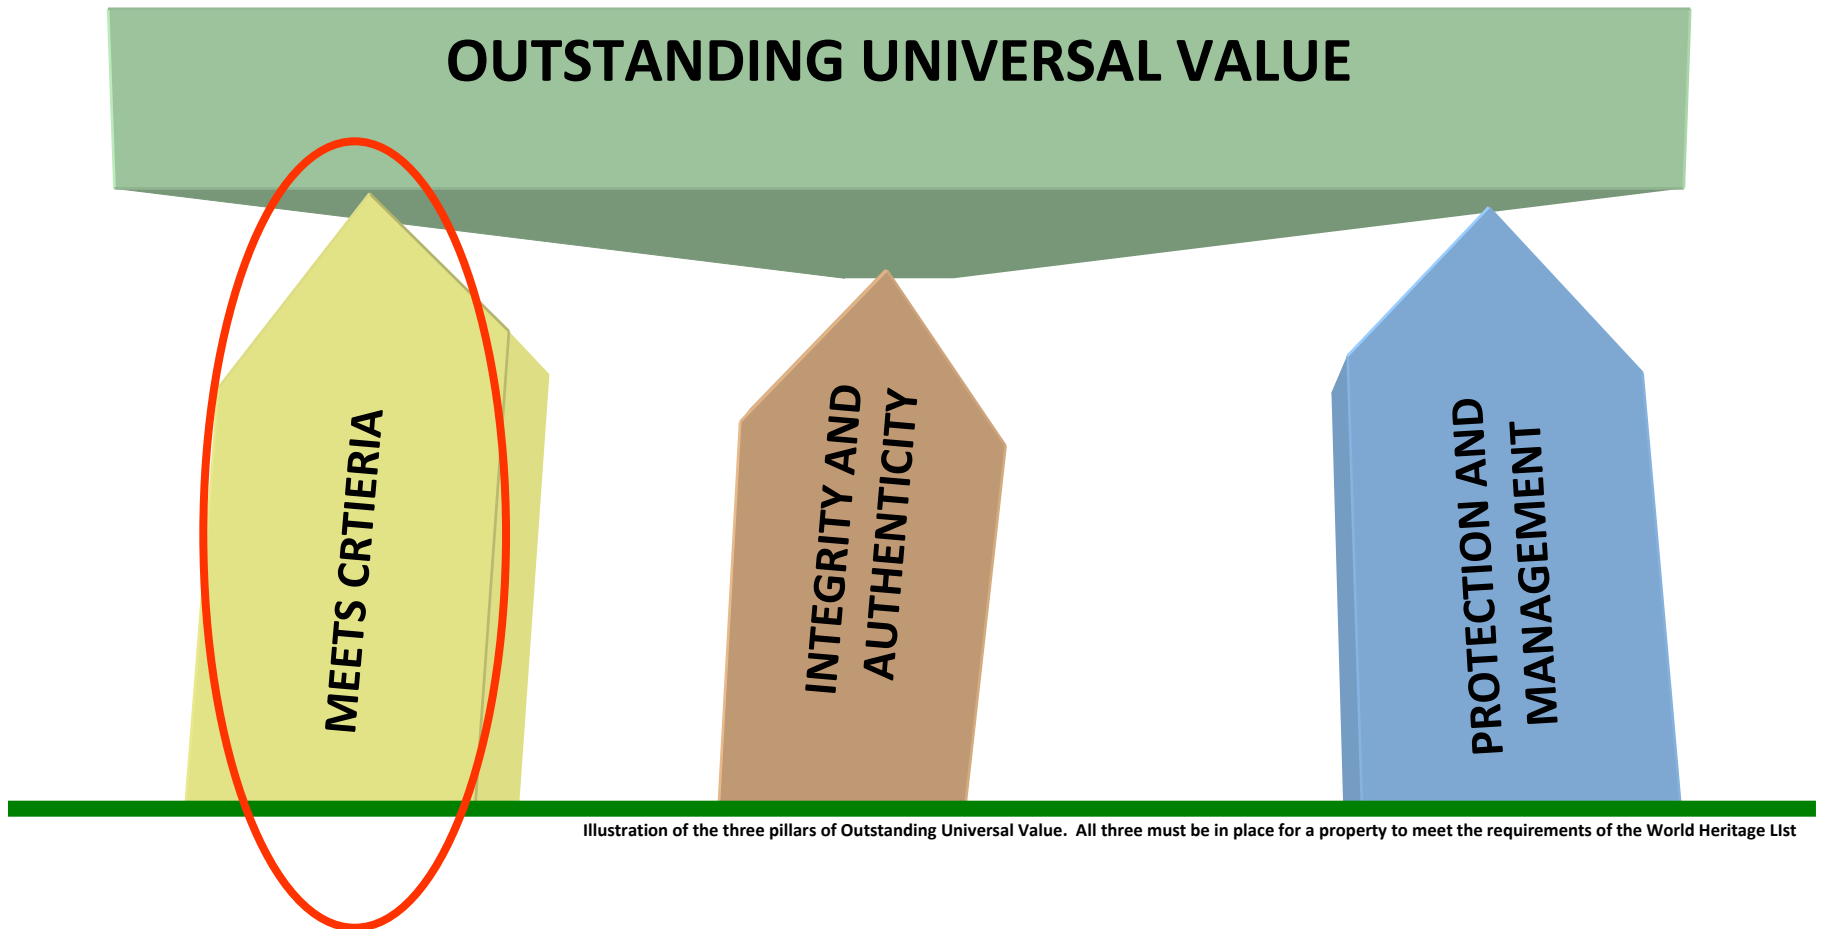 OUTSTANDING UNIVERSAL VALUE
MEETS CRTIERIA
INTEGRITY AND
AUTHENTICITY
PROTECTION AND
MANAGEMENT
Illustration of the three pillars of Outstanding Universal Value.  All three must be in place for a property to meet the requirements of the World Heritage LIst